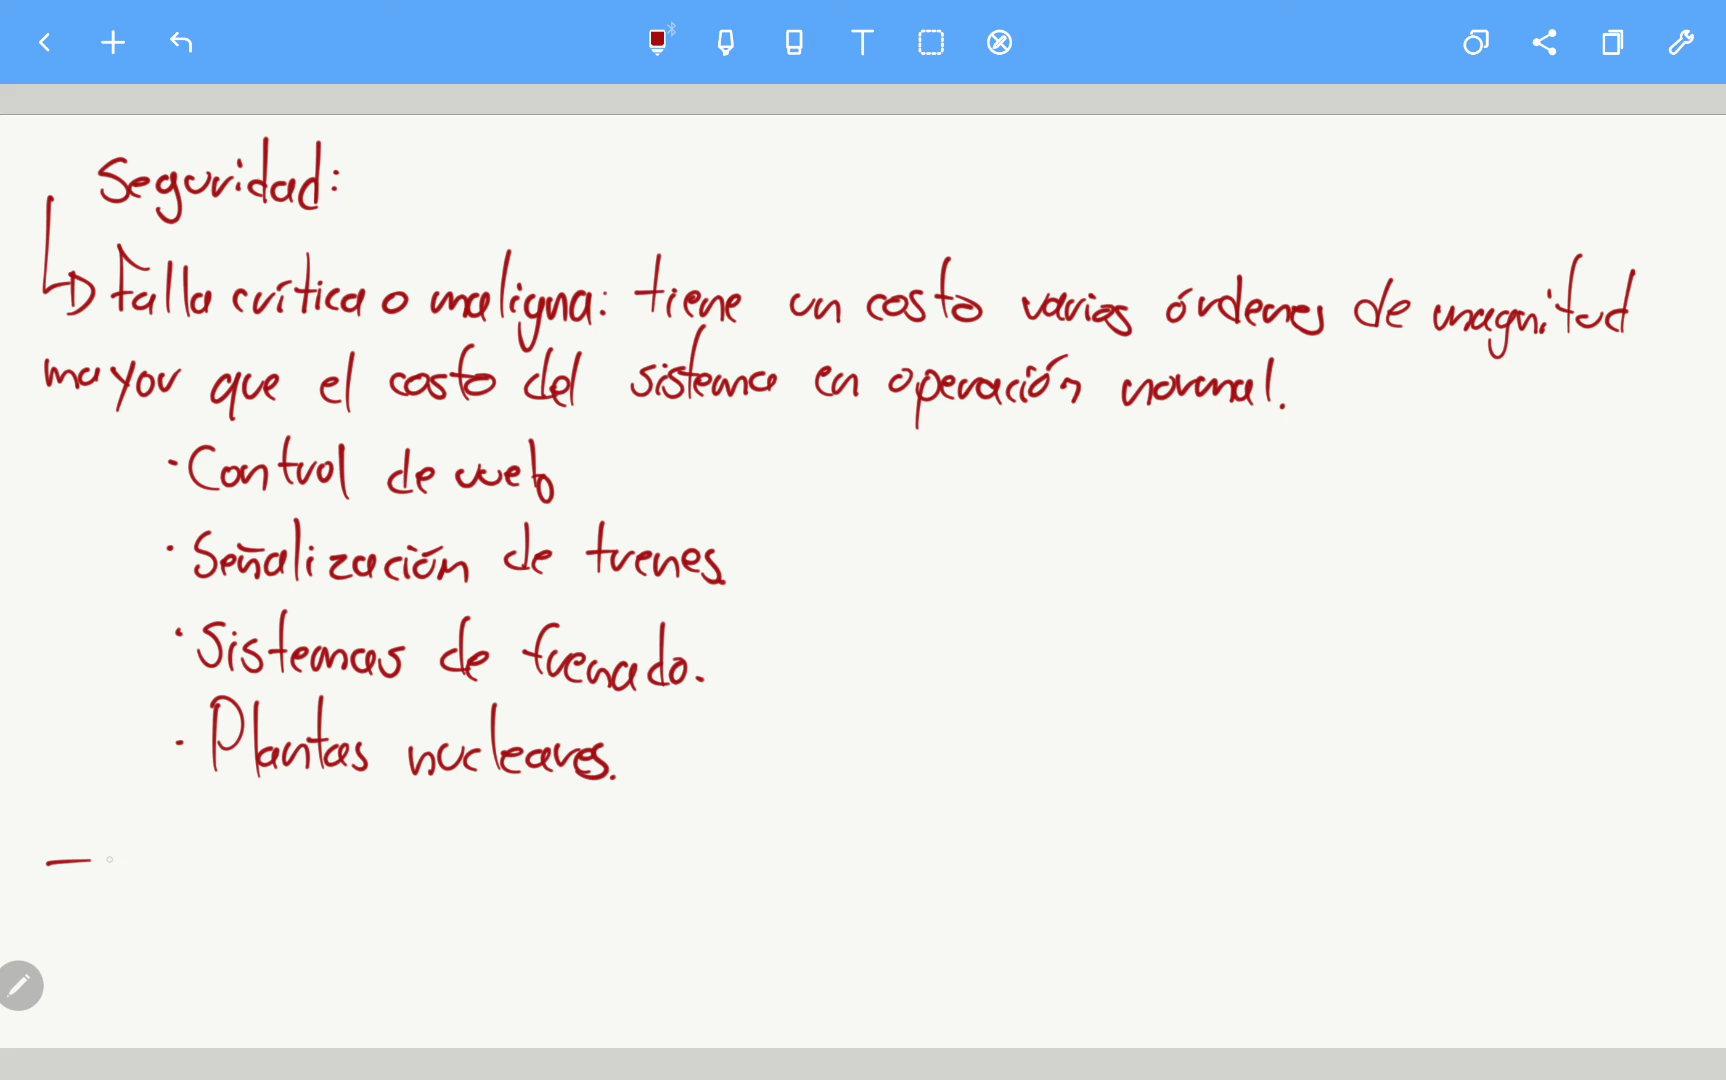 Seguridad:
Falla crítica o maligna: tiene un costo varios órdenes de magnitud
mayor que el costo del sistema en operación normal.
· Control de web
· Señalización de trenes
· Sistemas de frenado.
· Plantas nucleares.
—